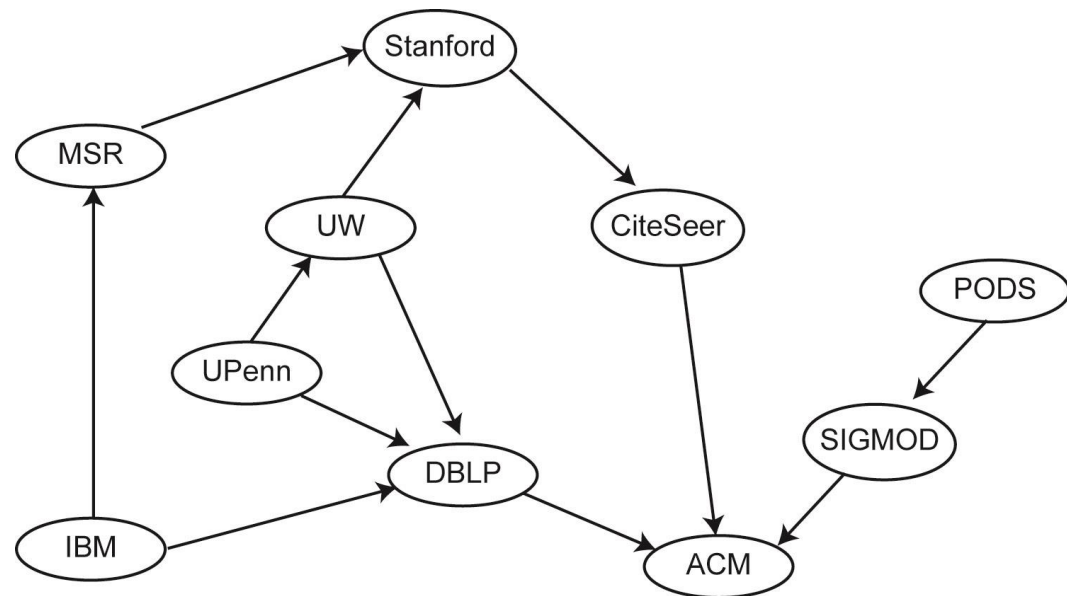 Stanford
MSR
UW
CiteSeer
PODS
UPenn
SIGMOD
DBLP
IBM
ACM